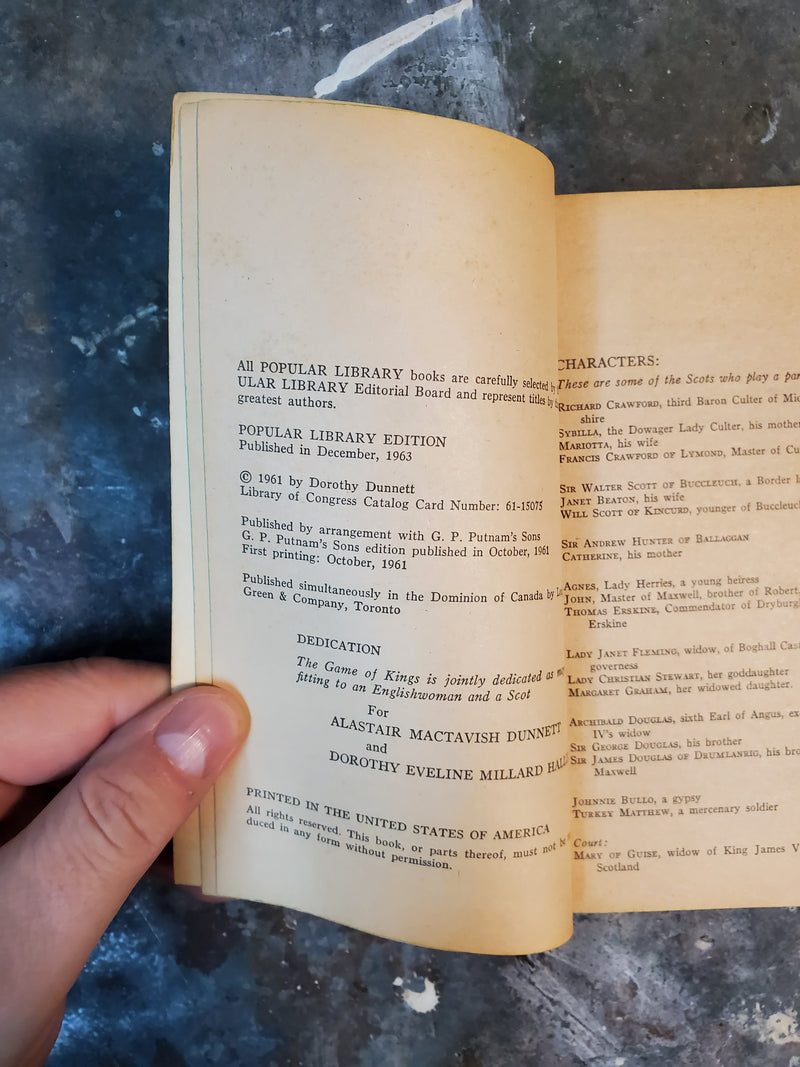 All POPULAR LIBRARY books are carefully selected
ULAR LIBRARY Editorial Board and represent titles by
greatest authors.
POPULAR LIBRARY EDITION
Published in December, 1963
© 1961 by Dorothy Dunnett
Library of Congress Catalog Card Number: 61-15075
Published by arrangement with G. P. Putnam's Sons
G. P. Putnam's Sons edition published in October, 1961
First printing: October, 1961
Published simultaneously in the Dominion of Canada by
Green & Company, Toronto
DEDICATION
The Game of Kings is jointly dedicated as
fitting to an Englishwoman and a Scot
For
ALASTAIR MACTAVISH DUNNETT
and
DOROTHY EVELINE MILLARD
PRINTED IN THE UNITED STATES OF AMERICA
All rights reserved. This book, or parts thereof, must not
duced in any form without permission.
CHARACTERS:
These are some of the Scots who play a
RICHARD CRAWFORD, third Baron Culter of
shire
SYBILLA, the Dowager Lady Culter, his
MARIOTTA, his wife
FRANCIS CRAWFORD OF LYMOND, Master of
SIR WALTER SCOTT OF BUCCLEUCH, a Border
JANET BEATON, his wife
WILL SCOTT OF KINCURD, younger of
SIR ANDREW HUNTER OF BALLAGGAN
CATHERINE, his mother
AGNES, Lady Herries, a young heiress
JOHN, Master of Maxwell, brother of Robert,
THOMAS ERSKINE, Commendator of
Erskine
LADY JANET FLEMING, widow, of Boghall
governess
LADY CHRISTIAN STEWART, her goddaughter
MARGARET GRAHAM, her widowed daughter.
ARCHIBALD DOUGLAS, sixth Earl of Angus,
IV's widow
SIR GEORGE DOUGLAS, his brother
SIR JAMES DOUGLAS OF DRUMLANRIG, his
Maxwell
JOHNNIE BULLO, a gypsy
TURKEY MATTHEW, a mercenary soldier
Court:
MARY OF GUISE, widow of King James V
Scotland